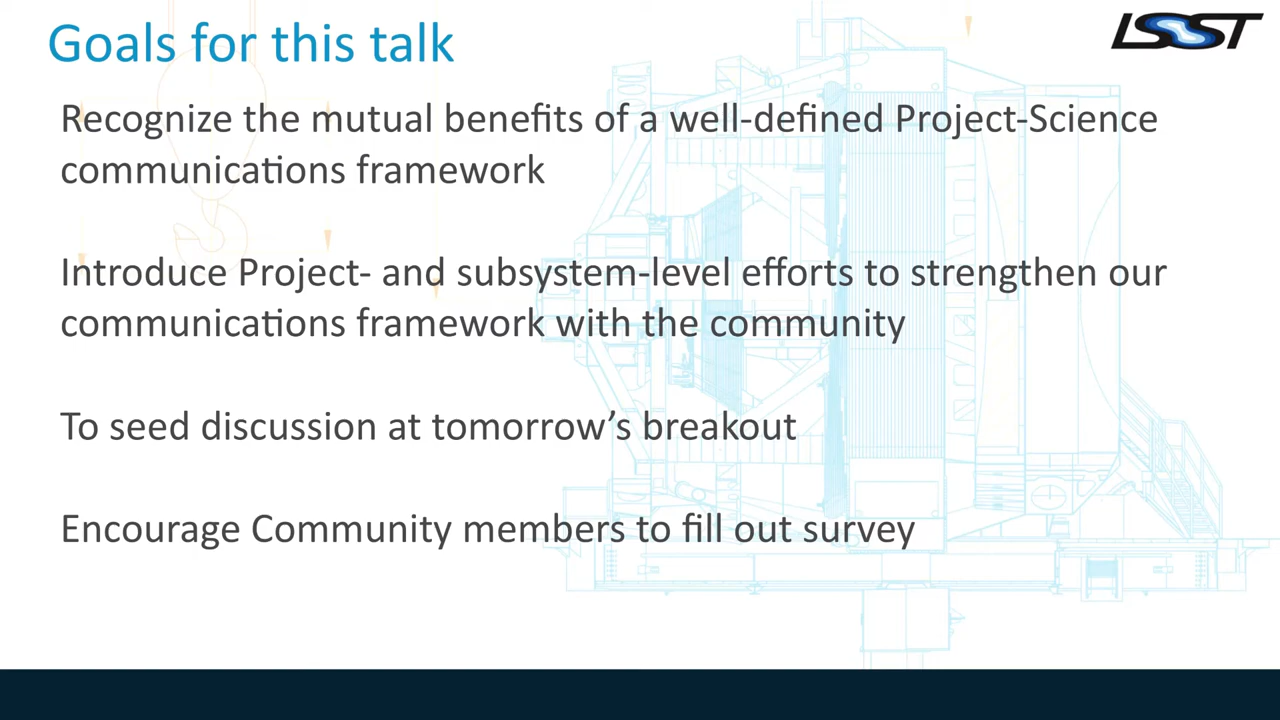 Goals for this talk
LSST
Recognize the mutual benefits of a well-defined Project-Science
communications framework
Introduce Project- and subsystem-level efforts to strengthen our
communications framework with the community
To seed discussion at tomorrow’s breakout
Encourage Community members to fill out survey